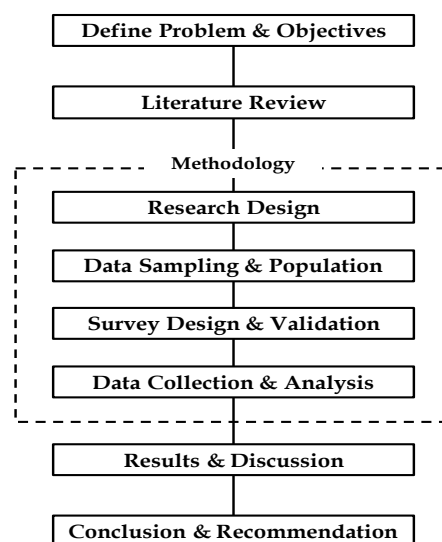 Define Problem & Objectives
Literature Review
Methodology
Research Design
Data Sampling & Population
Survey Design & Validation
Data Collection & Analysis
Results & Discussion
Conclusion & Recommendation